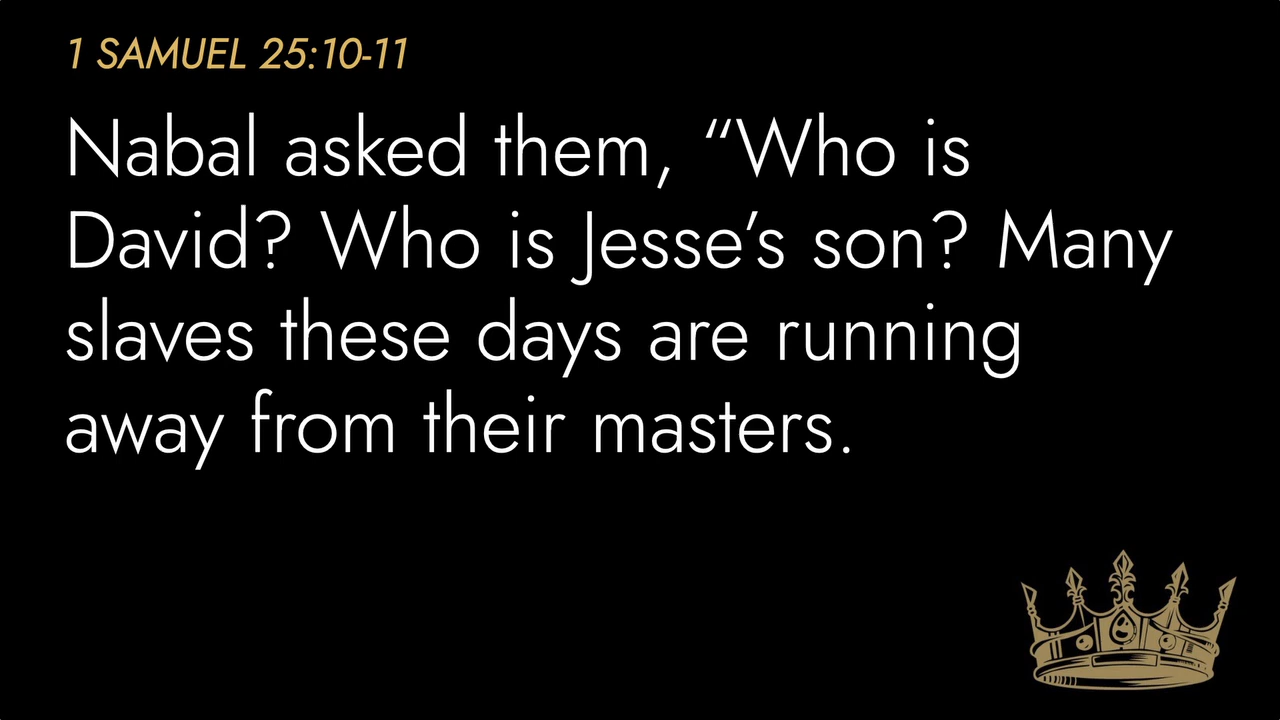 1 SAMUEL 25:10-11
Nabal asked them, “Who is
David? Who is Jesse’s son? Many
slaves these days are running
away from their masters.